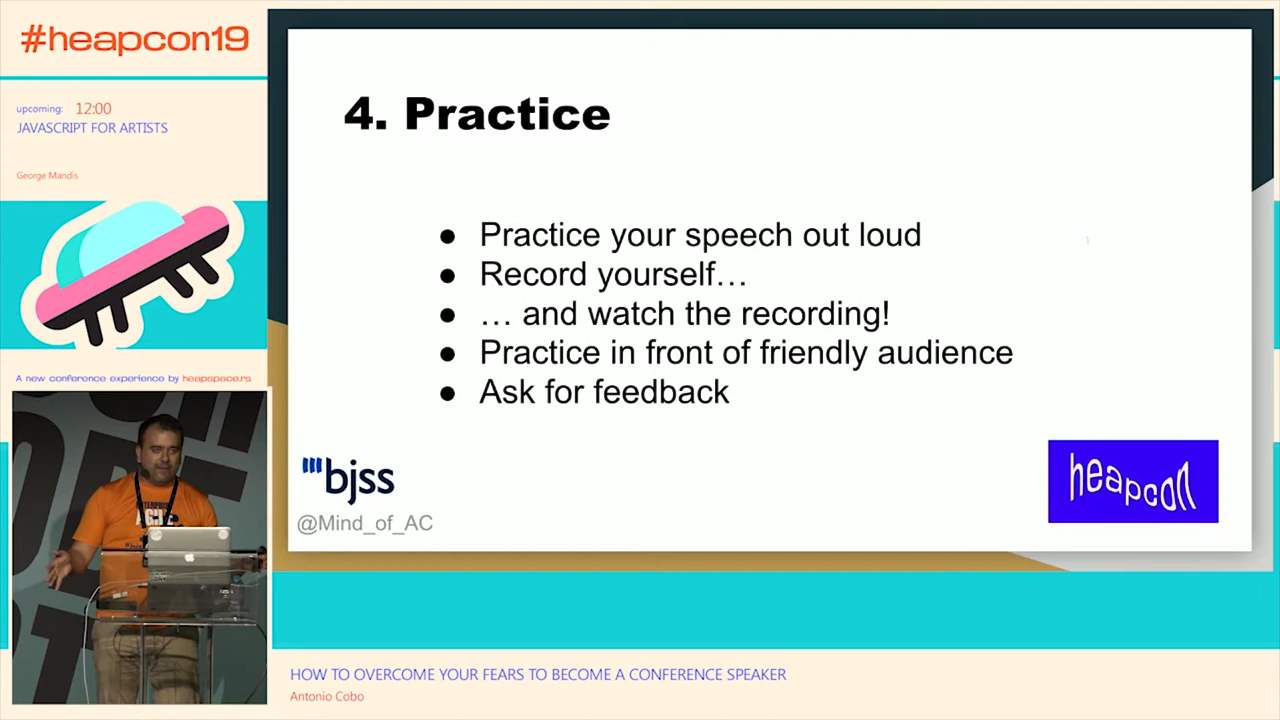 #heapcon19
upcoming: 12:00
JAVASCRIPT FOR ARTISTS
George Mandis
A new conference experience by heapspace.rs
4. Practice
● Practice your speech out loud
● Record yourself…
● … and watch the recording!
● Practice in front of friendly audience
● Ask for feedback
bjss
@Mind_of_AC
heapcon
AGILE
HOW TO OVERCOME YOUR FEARS TO BECOME A CONFERENCE SPEAKER
Antonio Cobo